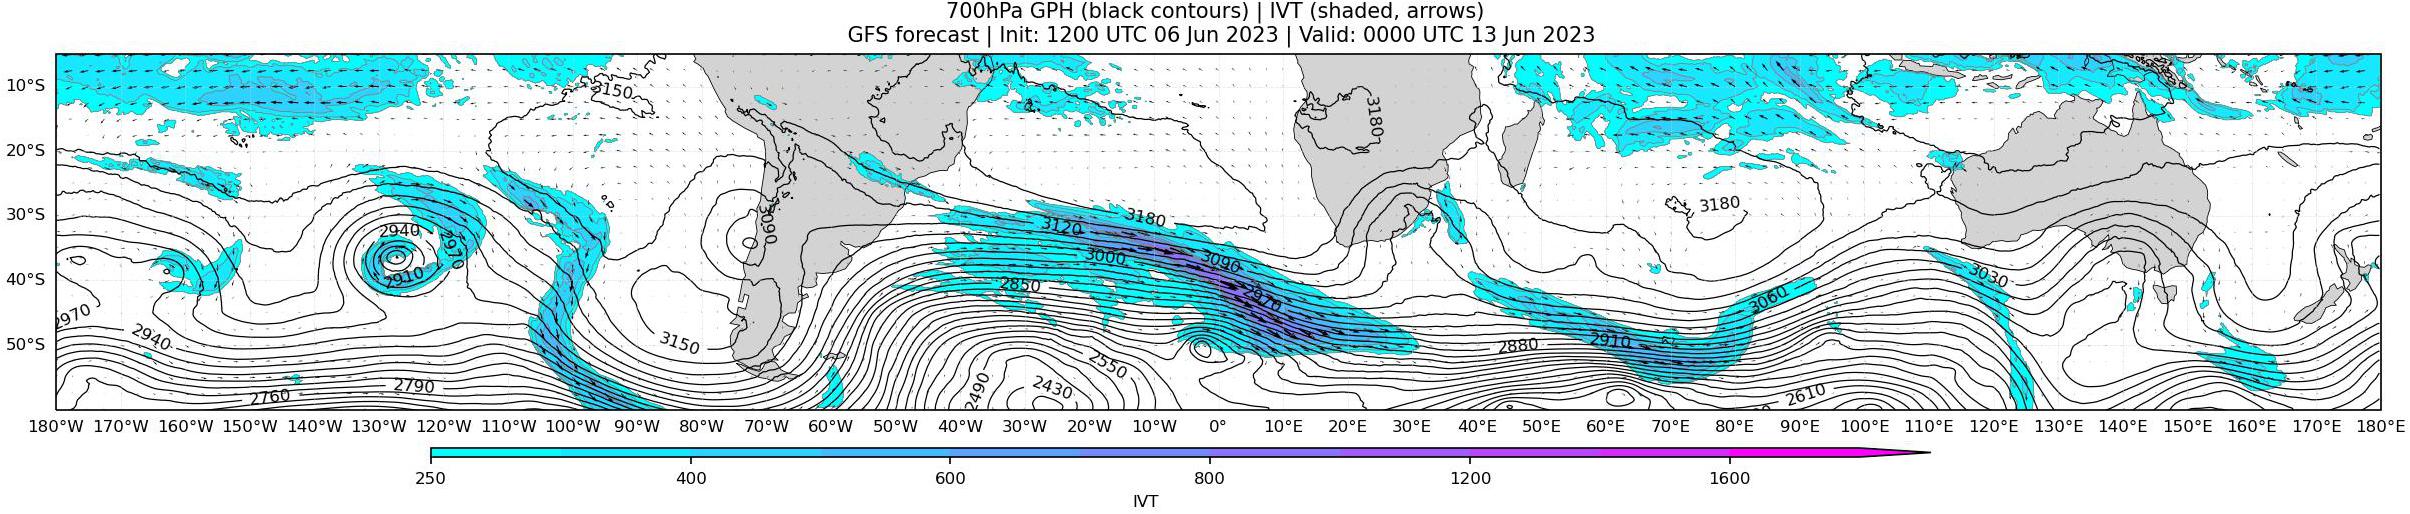 700hPa GPH (black contours) | IVT (shaded, arrows)
GFS forecast | Init: 1200 UTC 06 Jun 2023 | Valid: 0000 UTC 13 Jun 2023
10°S
20°S
30°S
40°S
50°S
3150
3180
3090
2940
2970
2910
3180
3120
3000
3090
2850
2970
3180
3030
3060
2970
2940
3150
2880
2910
2550
2490
2430
2790
2760
2610
180°W 170°W 160°W 150°W 140°W 130°W 120°W 110°W 100°W 90°W 80°W 70°W 60°W 50°W 40°W 30°W 20°W 10°W 0° 10°E 20°E 30°E 40°E 50°E 60°E 70°E 80°E 90°E 100°E 110°E 120°E 130°E 140°E 150°E 160°E 170°E 180°E
250 400 600 800 1200 1600
IVT